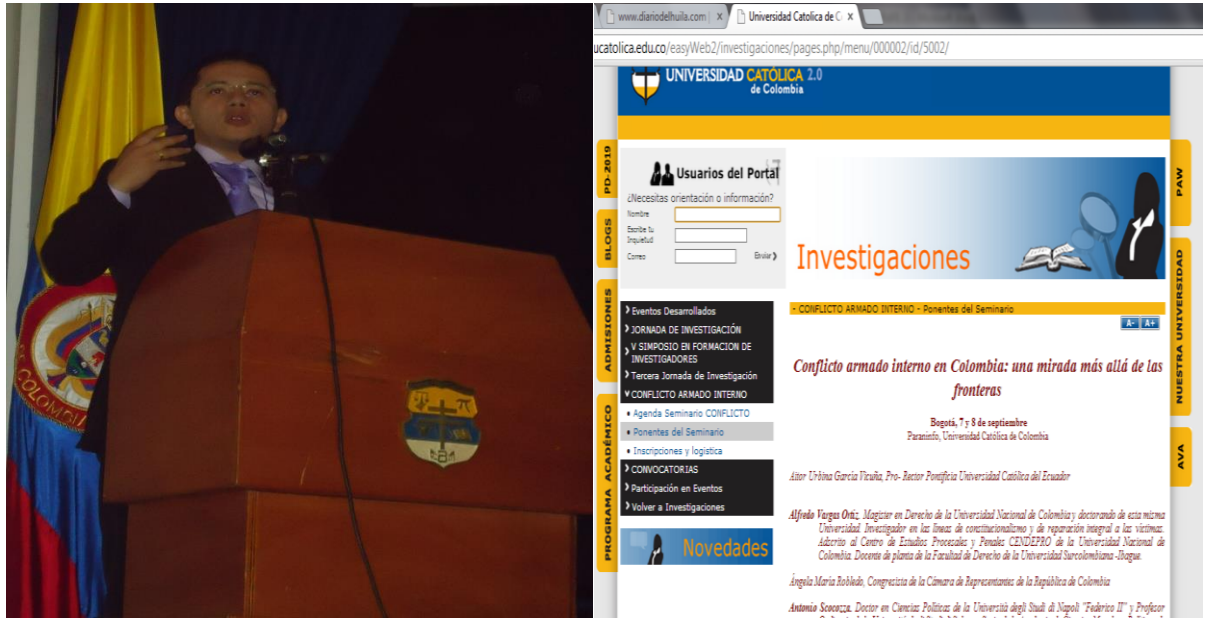 COLOMBIA
www.diariodelhuila.com | x
Universidad Catolica de C x
ucatolica.edu.co/easyWeb2/investigaciones/pages.php/menu/000002/id/5002/
UNIVERSIDAD CATÓLICA 2.0
de Colombia
PD-2019
BLOGS
ADMISIONES
PROGRAMA ACADÉMICO
Usuarios del Portal
¿Necesitas orientación o información?
Nombre
Escribe tu
Inquietud
Correo
Enviar ❯
❯ Eventos Desarrollados
❯ JORNADA DE INVESTIGACIÓN
❯ V SIMPOSIO EN FORMACION DE
INVESTIGADORES
❯ Tercera Jornada de Investigación
CONFLICTO ARMADO INTERNO
• Agenda Seminario CONFLICTO
• Ponentes del Seminario
• Inscripciones y logistica
❯ CONVOCATORIAS
❯ Participación en Eventos
❯ Volver a Investigaciones
Novedades
Investigaciones
- CONFLICTO ARMADO INTERNO - Ponentes del Seminario
A- A+
Conflicto armado interno en Colombia: una mirada más allá de las
fronteras
Bogotá, 7 y 8 de septiembre
Paraninfo, Universidad Católica de Colombia
Aitor Urbina García Vicuña, Pro- Rector Pontificia Universidad Católica del Ecuador
Alfredo Vargas Ortiz. Magister en Derecho de la Universidad Nacional de Colombia y doctorando de esta misma
Universidad. Investigador en las lineas de constitucionalismo y de reparación integral a las víctimas.
Adscrito al Centro de Estudios Procesales y Penales CENDEPRO de la Universidad Nacional de
Colombia. Docente de planta de la Facultad de Derecho de la Universidad Surcolombiana -Ibague.
Ángela María Robledo, Congresista de la Cámara de Representantes de la República de Colombia
Antonio Scocozza. Doctor en Ciencias Políticas de la Università degli Studi di Napoli "Federico II" y Profesor
PAW
NUESTRA UNIVERSIDAD
AVA